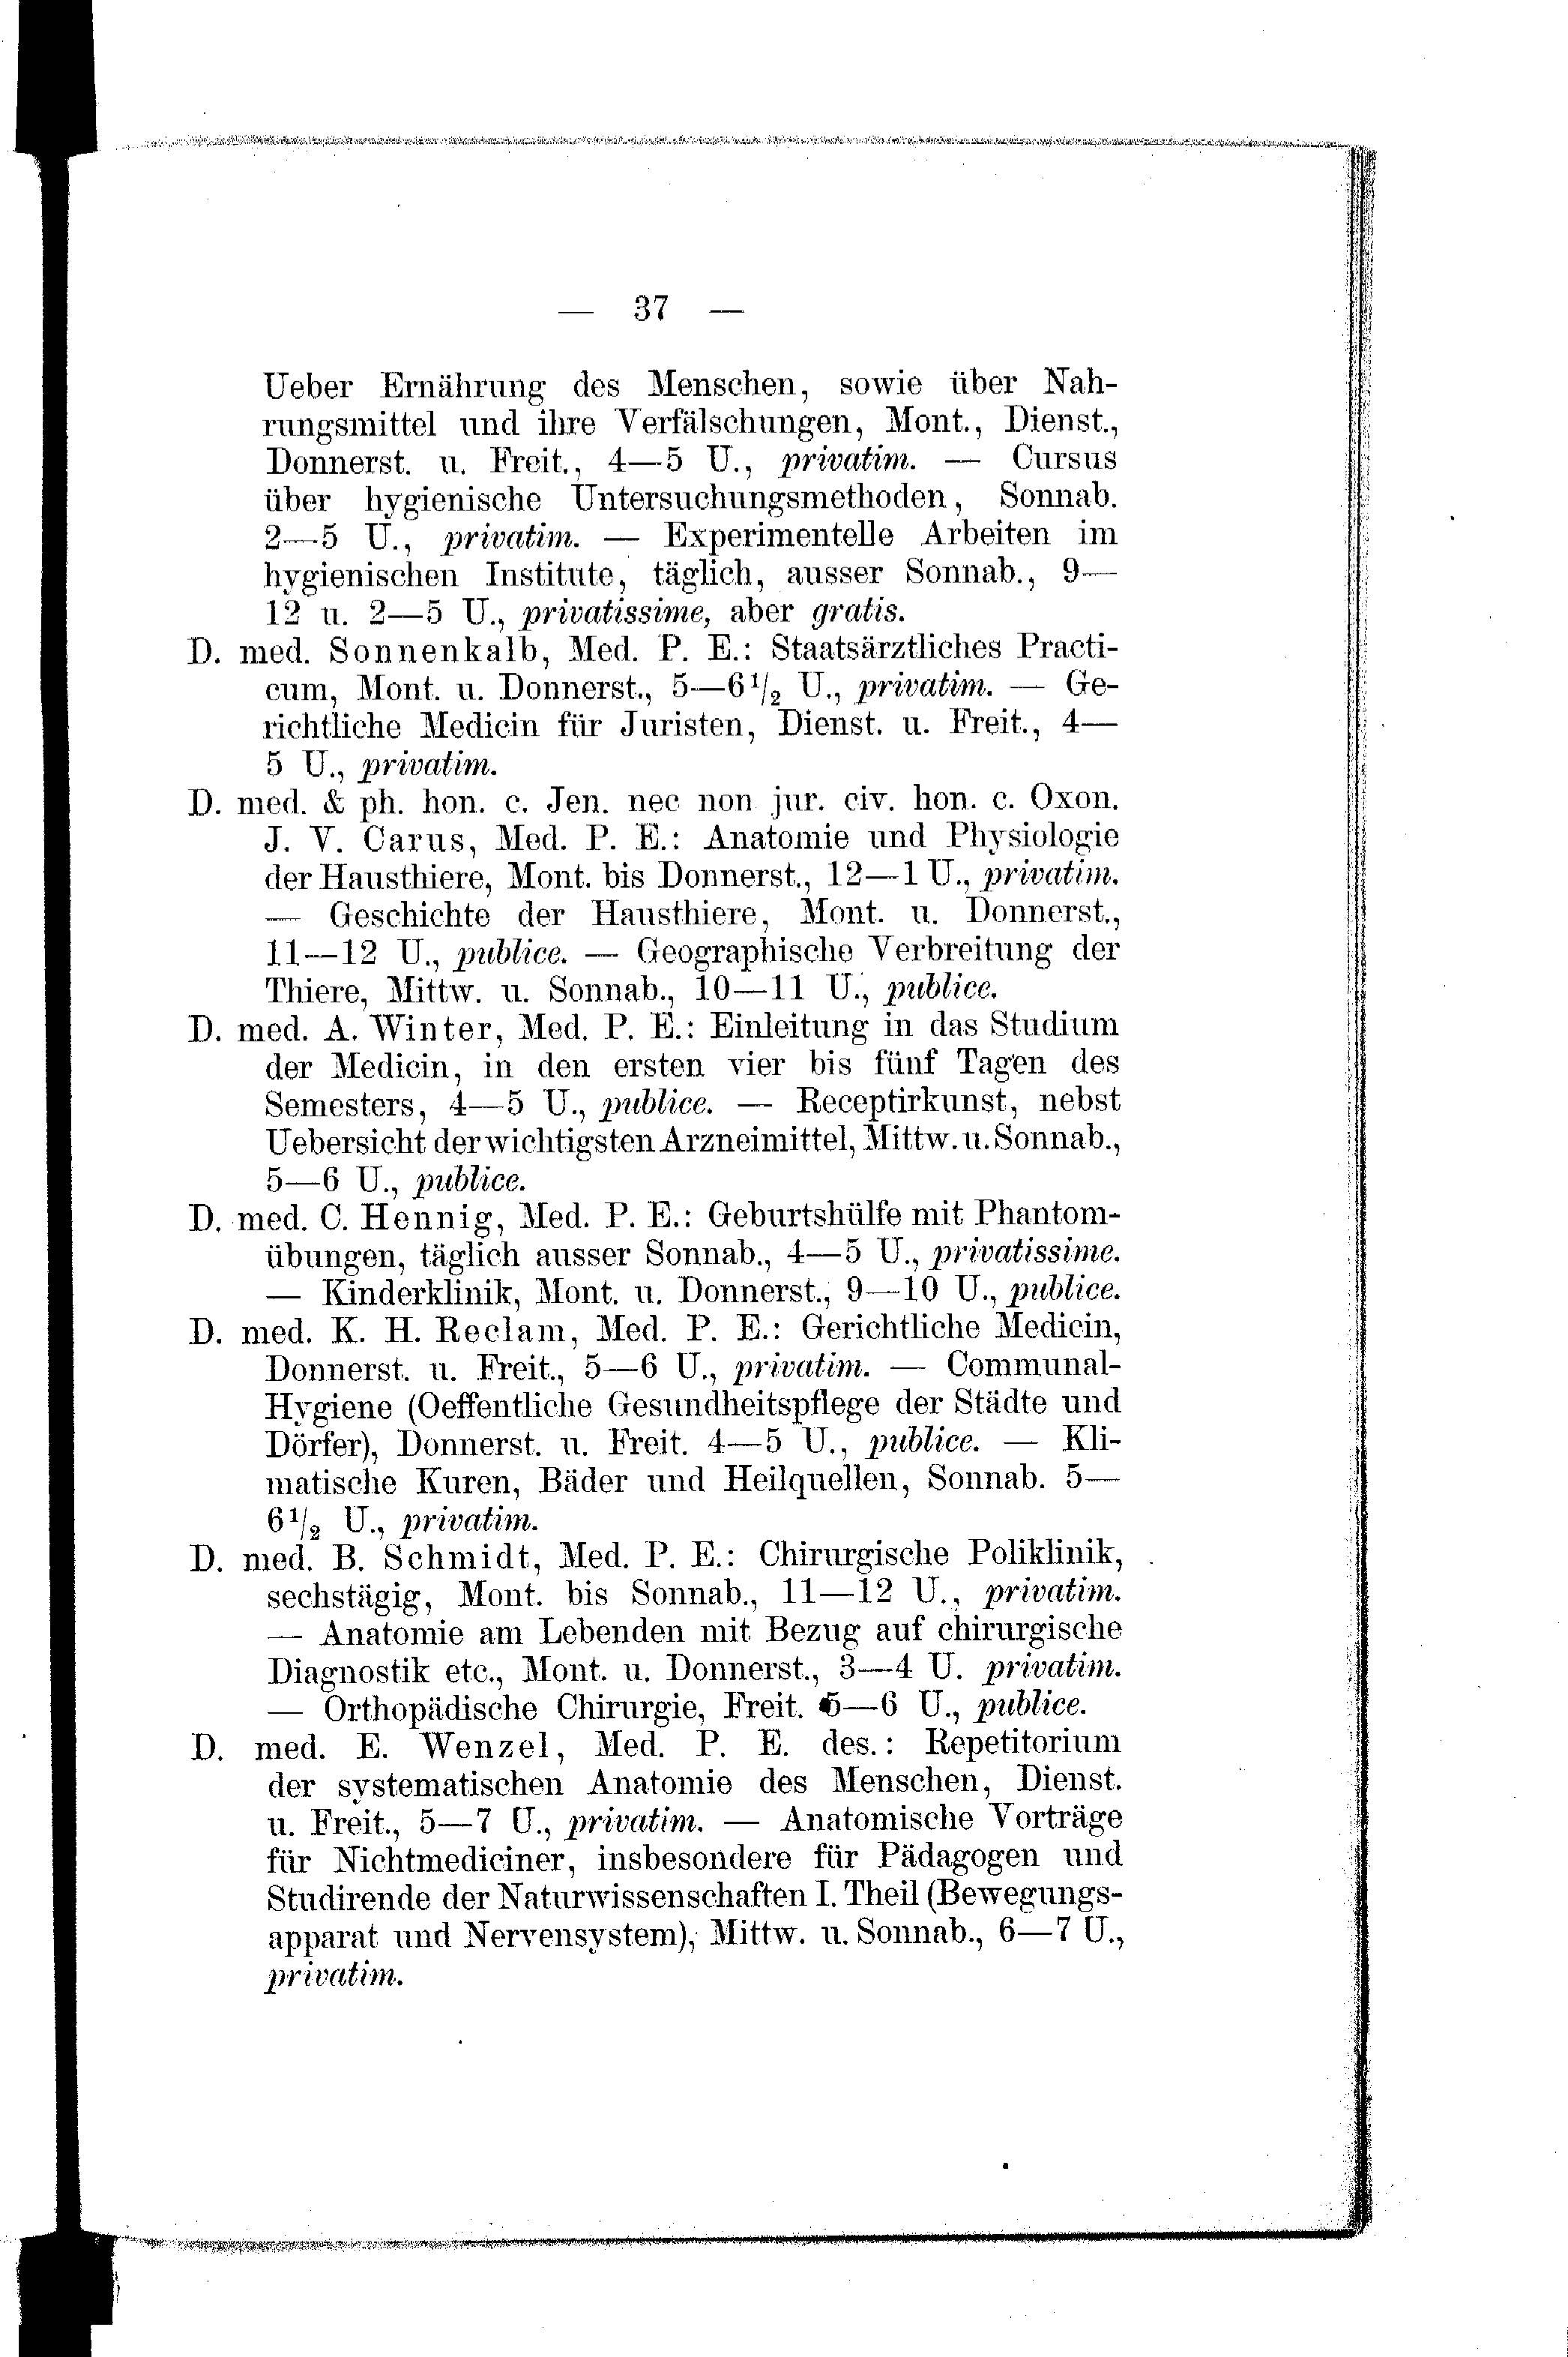 — 37 —
Ueber Ernährung des Menschen, sowie über Nah-
rungsmittel und ihre Verfälschungen, Mont., Dienst.,
Donnerst. u. Freit., 4—5 U., privatim. — Cursus
über hygienische Untersuchungsmethoden, Sonnab.
2—5 U., privatim. — Experimentelle Arbeiten im
hygienischen Institute, täglich, ausser Sonnab., 9—
12 u. 2—5 U., privatissime, aber gratis.
D. med. Sonnenkalb, Med. P. E.: Staatsärztliches Practi-
cum, Mont. u. Donnerst., 5—6 1/2 U., privatim. — Ge-
richtliche Medicin für Juristen, Dienst. u. Freit., 4—
5 U., privatim.
D. med. & ph. hon. c. Jen. nec non jur. civ. hon. c. Oxon.
J. V. Carus, Med. P. E.: Anatomie und Physiologie
der Hausthiere, Mont. bis Donnerst., 12—1 U., privatim.
— Geschichte der Hausthiere, Mont. u. Donnerst.,
11—12 U., publice. — Geographische Verbreitung der
Thiere, Mittw. u. Sonnab., 10—11 U., publice.
D. med. A. Winter, Med. P. E.: Einleitung in das Studium
der Medicin, in den ersten vier bis fünf Tagen des
Semesters, 4—5 U., publice. — Receptirkunst, nebst
Uebersicht der wichtigsten Arzneimittel, Mittw. u. Sonnab.,
5—6 U., publice.
D. med. C. Hennig, Med. P. E.: Geburtshülfe mit Phantom-
übungen, täglich ausser Sonnab., 4—5 U., privatissime.
— Kinderklinik, Mont. u. Donnerst., 9—10 U., publice.
D. med. K. H. Reclam, Med. P. E.: Gerichtliche Medicin,
Donnerst. u. Freit., 5—6 U., privatim. — Communal-
Hygiene (Oeffentliche Gesundheitspflege der Städte und
Dörfer), Donnerst. u. Freit. 4—5 U., publice. — Kli-
matische Kuren, Bäder und Heilquellen, Sonnab. 5—
6 1/2 U., privatim.
D. med. B. Schmidt, Med. P. E.: Chirurgische Poliklinik,
sechstägig, Mont. bis Sonnab., 11—12 U., privatim.
— Anatomie am Lebenden mit Bezug auf chirurgische
Diagnostik etc., Mont. u. Donnerst., 3—4 U. privatim.
— Orthopädische Chirurgie, Freit. 5—6 U., publice.
D. med. E. Wenzel, Med. P. E. des.: Repetitorium
der systematischen Anatomie des Menschen, Dienst.
u. Freit., 5—7 U., privatim. — Anatomische Vorträge
für Nichtmediciner, insbesondere für Pädagogen und
Studirende der Naturwissenschaften I. Theil (Bewegungs-
apparat und Nervensystem), Mittw. u. Sonnab., 6—7 U.,
privatim.